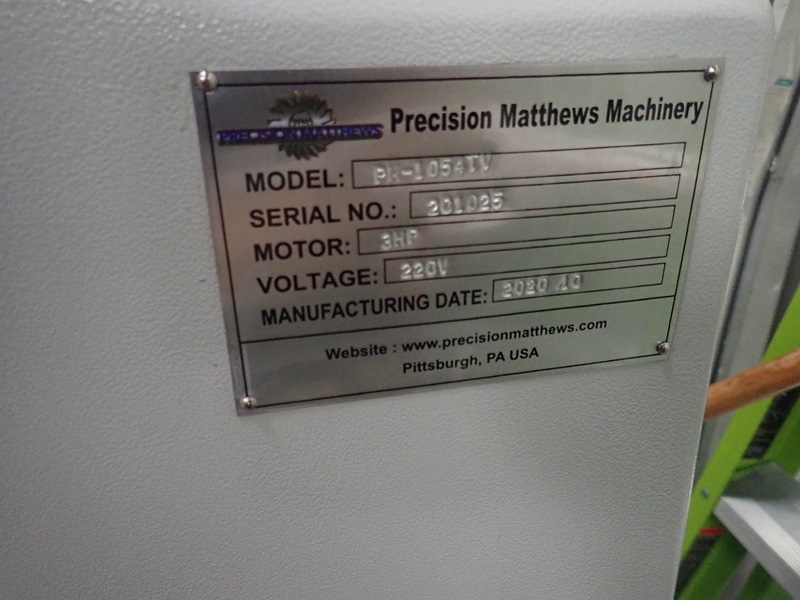 PRECISION MATTHEWS
Precision Matthews Machinery
MODEL: PM-1054TV
SERIAL NO.: 201025
MOTOR: 3HP
VOLTAGE: 220V
MANUFACTURING DATE: 2020.10
Website : www.precisionmatthews.com
Pittsburgh, PA USA